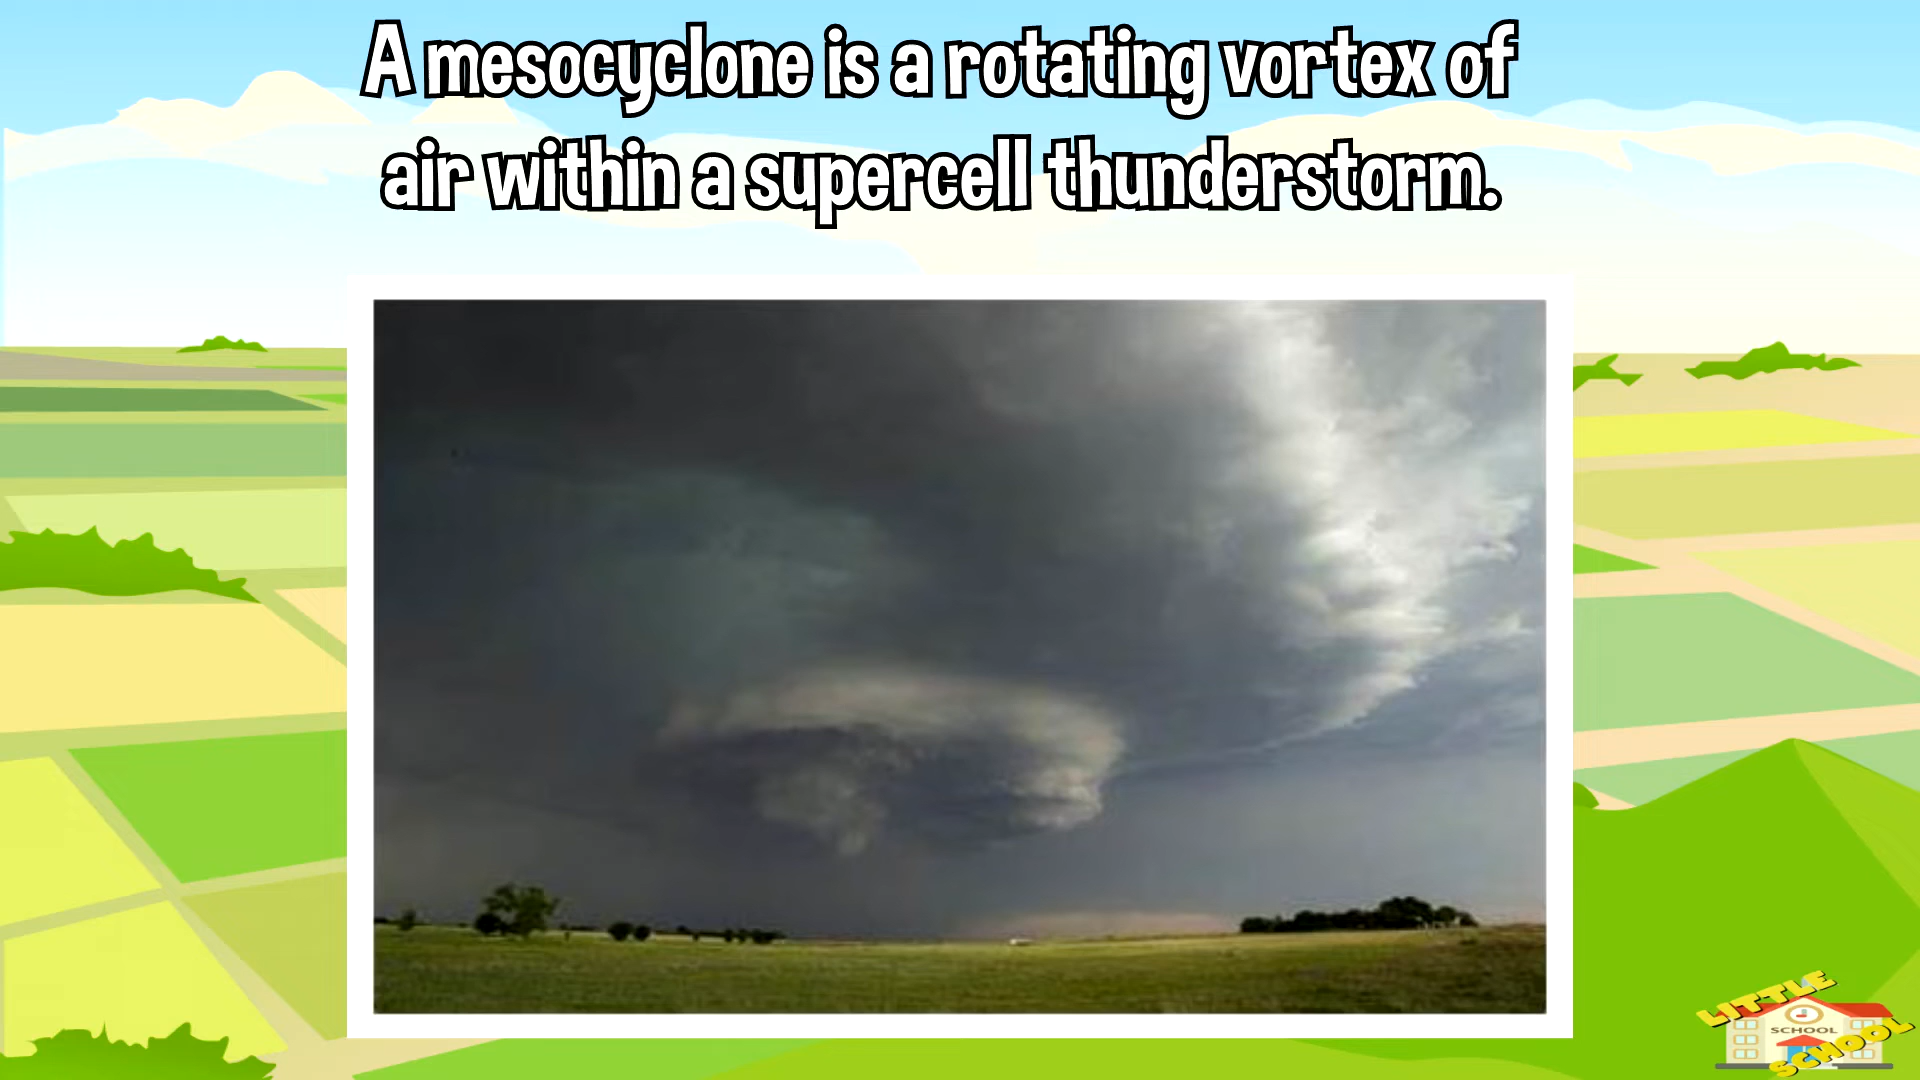 A mesocyclone is a rotating vortex of
air within a supercell thunderstorm.
LITTLE
SCHOOL
SCHOOL